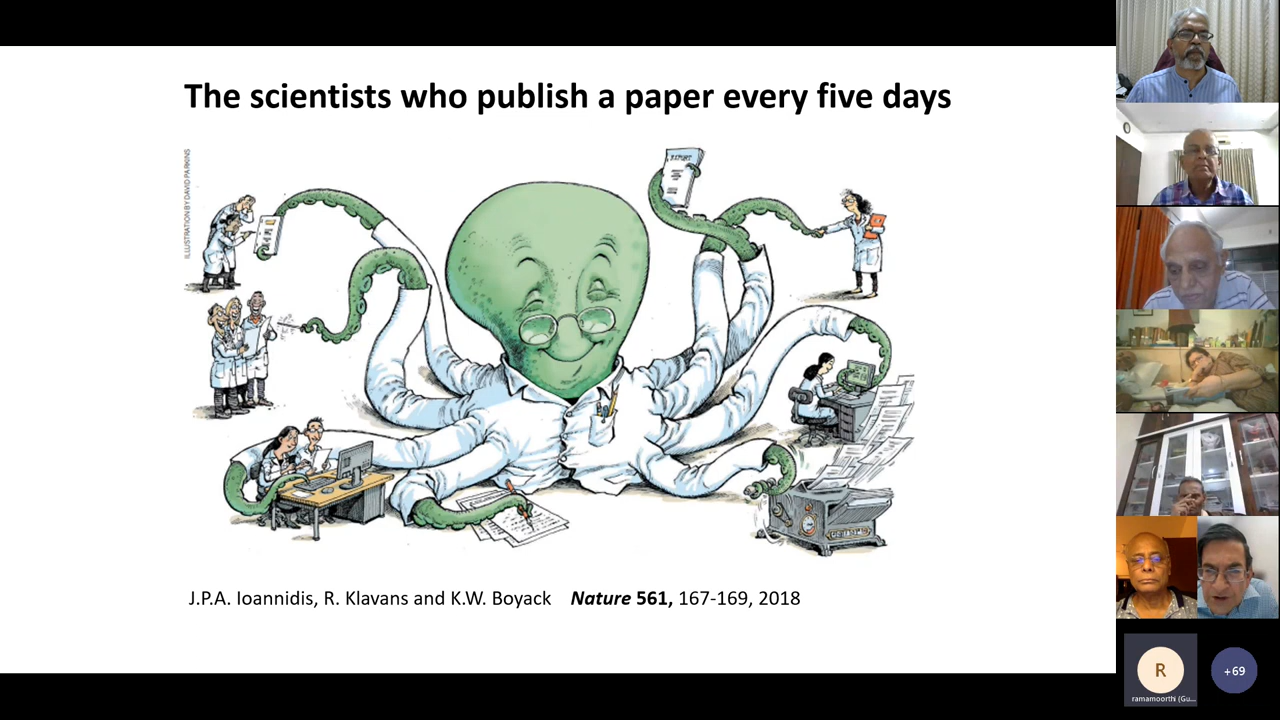 The scientists who publish a paper every five days
ILLUSTRATION BY DAVID PARKINS
REPORT
J.P.A. Ioannidis, R. Klavans and K.W. Boyack Nature 561, 167-169, 2018
R
ramamoorthi (Gu...
+69